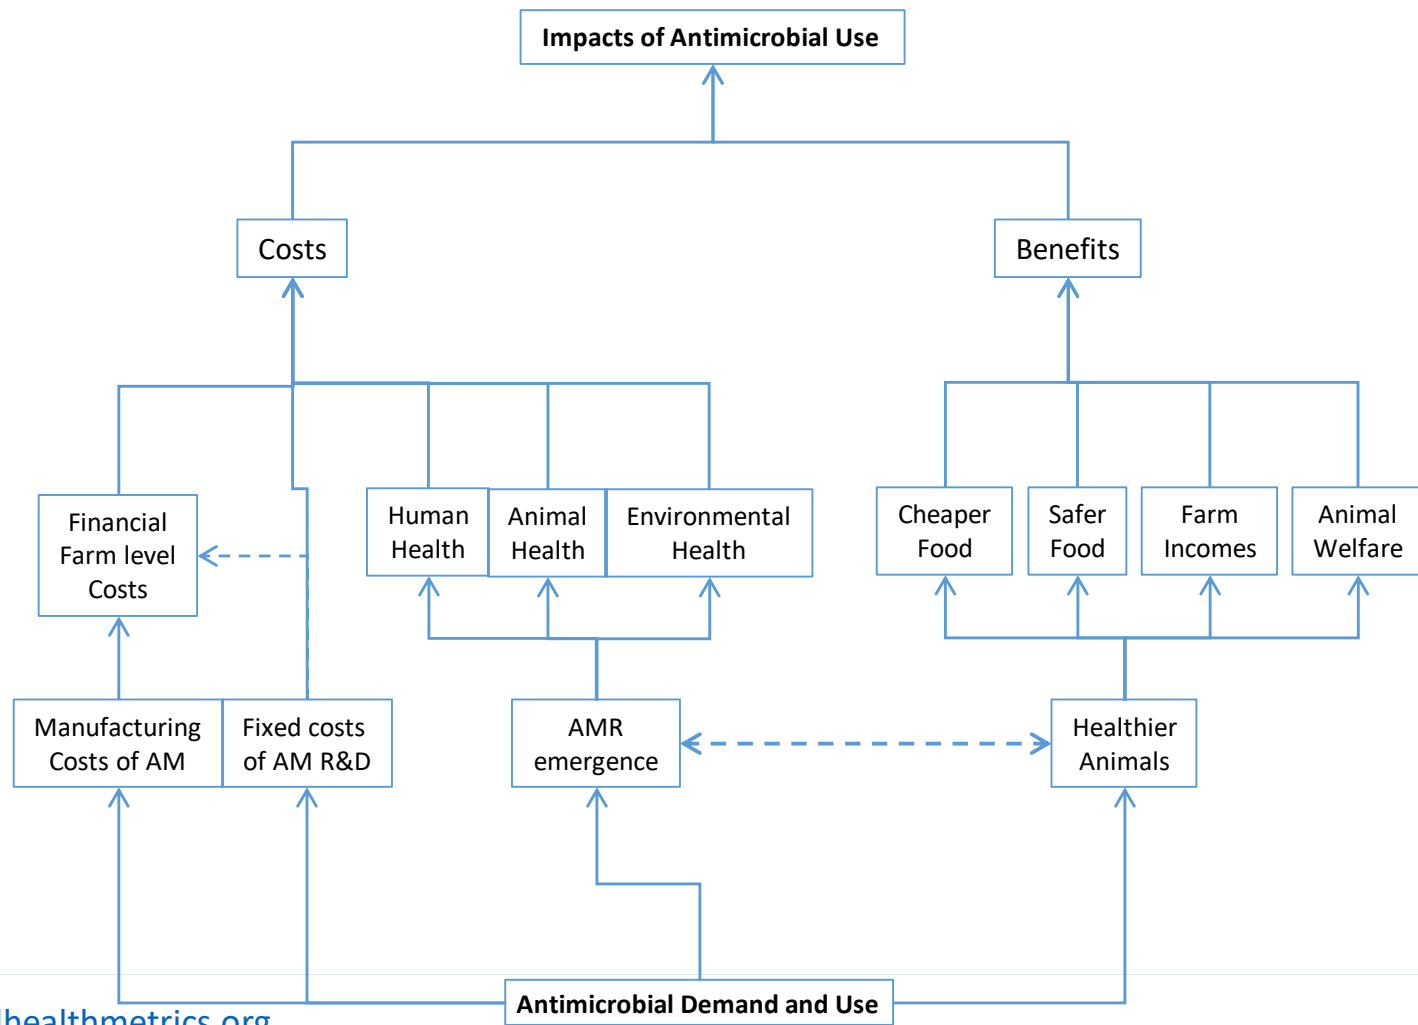 Impacts of Antimicrobial Use
Costs
Benefits
Financial
Farm level
Costs
Human
Health
Animal
Health
Environmental
Health
Cheaper
Food
Safer
Food
Farm
Incomes
Animal
Welfare
Manufacturing
Costs of AM
Fixed costs
of AM R&D
AMR
emergence
Healthier
Animals
Antimicrobial Demand and Use
lhealthmetrics.org